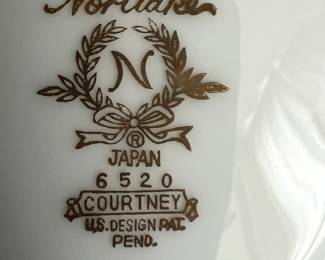 Noritake
N
®
JAPAN
6520
COURTNEY
U.S. DESIGN PAT.
PEND.